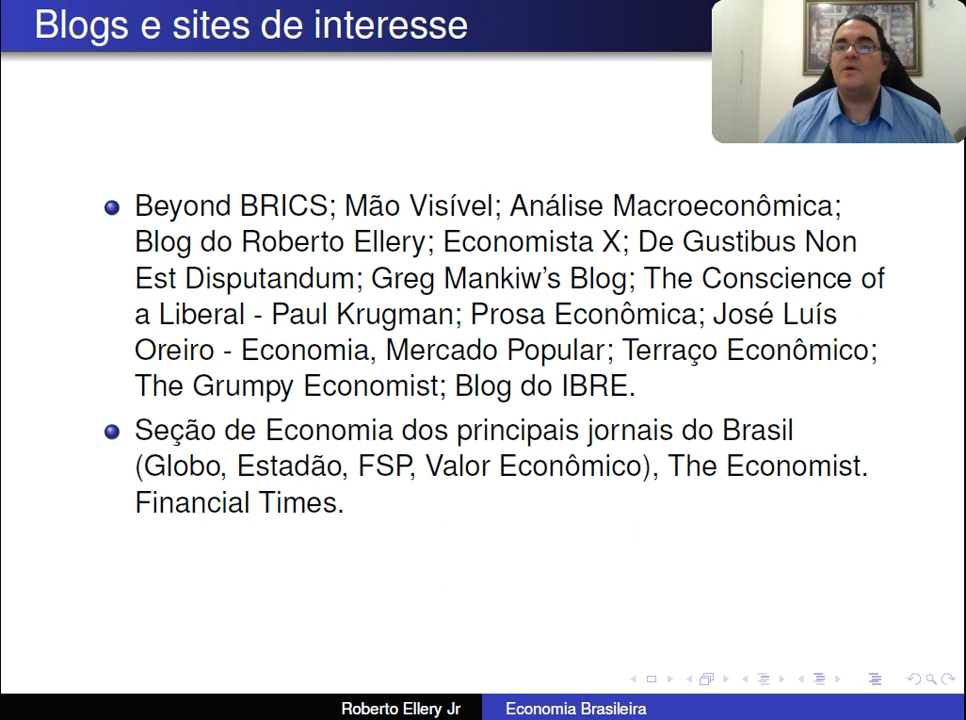 Blogs e sites de interesse
Beyond BRICS; Mão Visível; Análise Macroeconômica;
Blog do Roberto Ellery; Economista X; De Gustibus Non
Est Disputandum; Greg Mankiw's Blog; The Conscience of
a Liberal - Paul Krugman; Prosa Econômica; José Luís
Oreiro - Economia, Mercado Popular; Terraço Econômico;
The Grumpy Economist; Blog do IBRE.
Seção de Economia dos principais jornais do Brasil
(Globo, Estadão, FSP, Valor Econômico), The Economist.
Financial Times.
Roberto Ellery Jr
Economia Brasileira